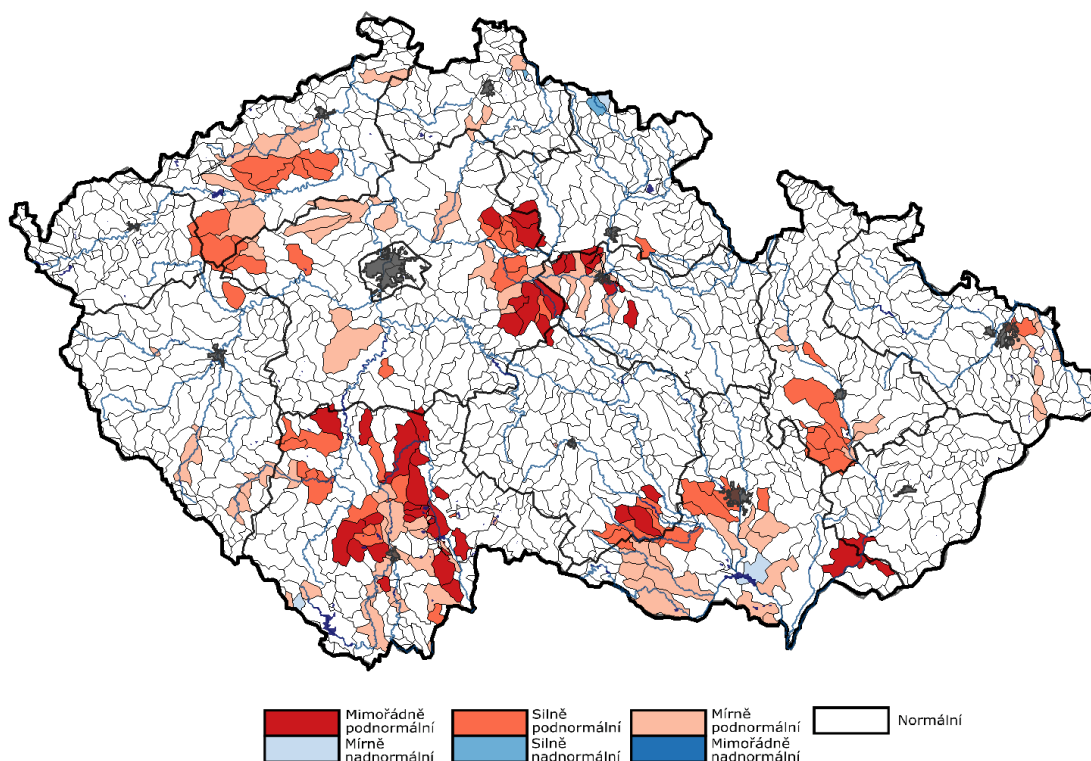 Mimořádně
podnormální
Silně
podnormální
Mírně
podnormální
Normální
Mírně
nadnormální
Silně
nadnormální
Mimořádně
nadnormální